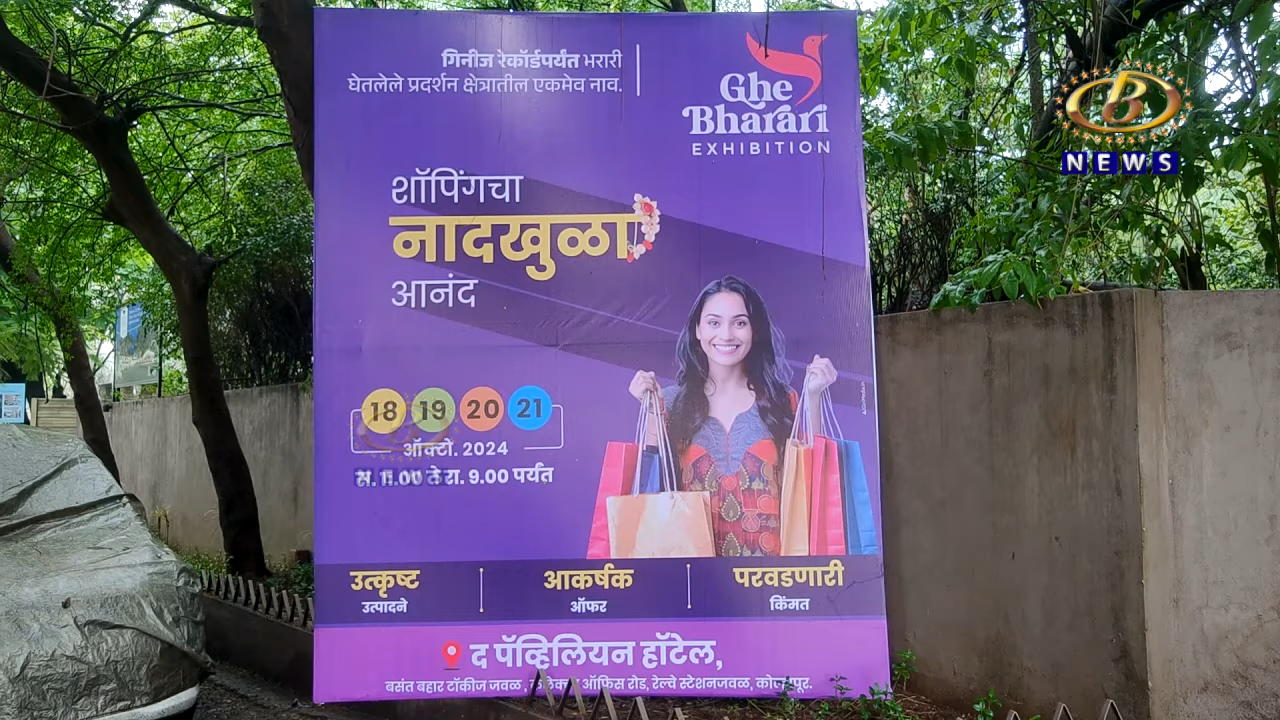 गिनीज रेकॉर्डपर्यंत भरारी
घेतलेले प्रदर्शन क्षेत्रातील एकमेव नाव.
Ghe
Bharari
EXHIBITION
B
NEWS
शॉपिंगचा
नादखुळा
आनंद
18 19 20 21
ऑक्टो. 2024
स. 11.00 ते रा. 9.00 पर्यंत
उत्कृष्ट
उत्पादने
आकर्षक
ऑफर
परवडणारी
किंमत
द पॅव्हिलियन हॉटेल,
बसंत बहार टॉकीज जवळ, ऑफिस रोड, रेल्वे स्टेशनजवळ,